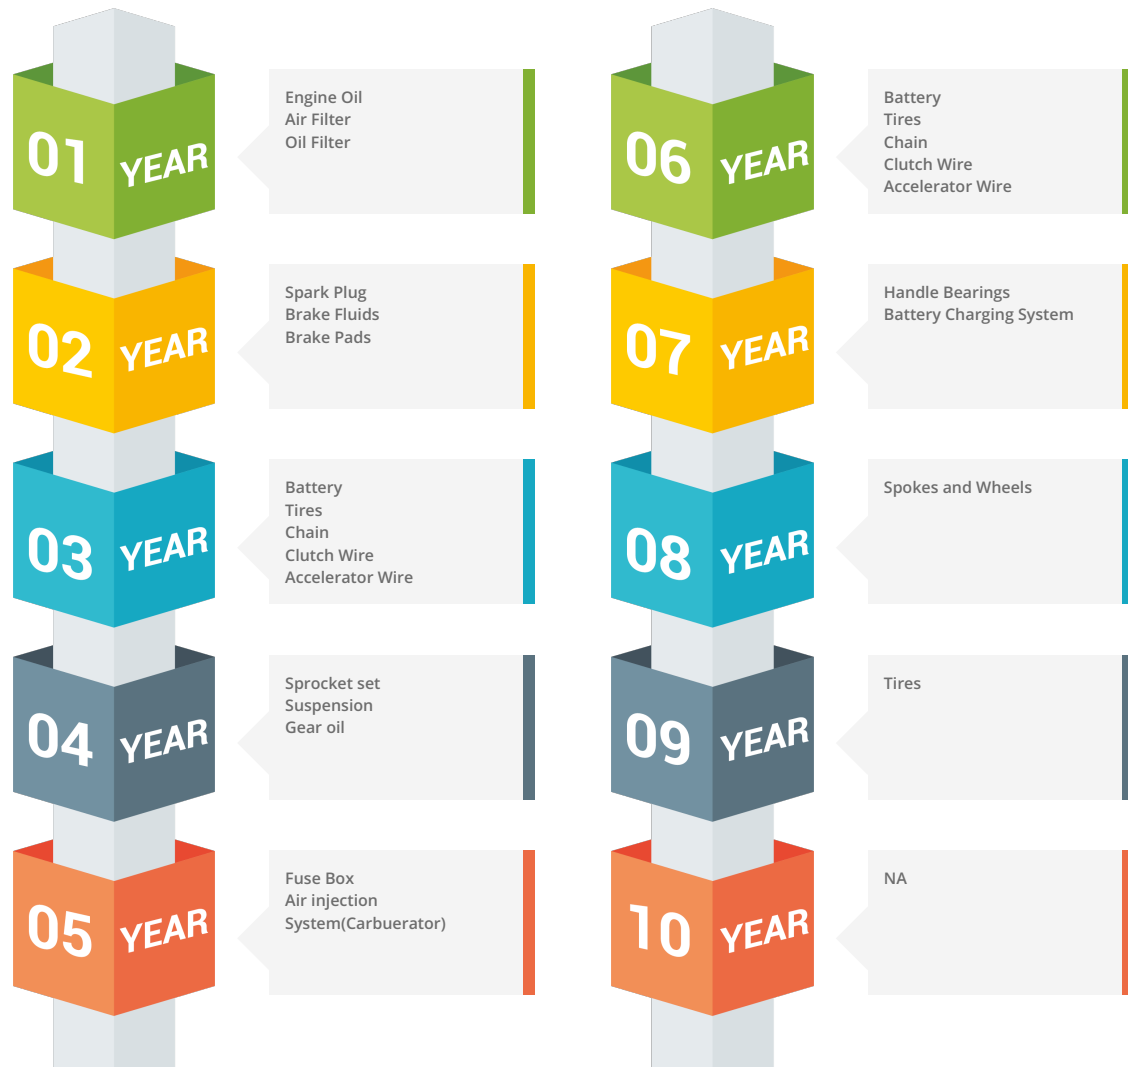 01 YEAR
Engine Oil
Air Filter
Oil Filter
02 YEAR
Spark Plug
Brake Fluids
Brake Pads
03 YEAR
Battery
Tires
Chain
Clutch Wire
Accelerator Wire
04 YEAR
Sprocket set
Suspension
Gear oil
05 YEAR
Fuse Box
Air injection
System(Carbuerator)
06 YEAR
Battery
Tires
Chain
Clutch Wire
Accelerator Wire
07 YEAR
Handle Bearings
Battery Charging System
08 YEAR
Spokes and Wheels
09 YEAR
Tires
10 YEAR
NA